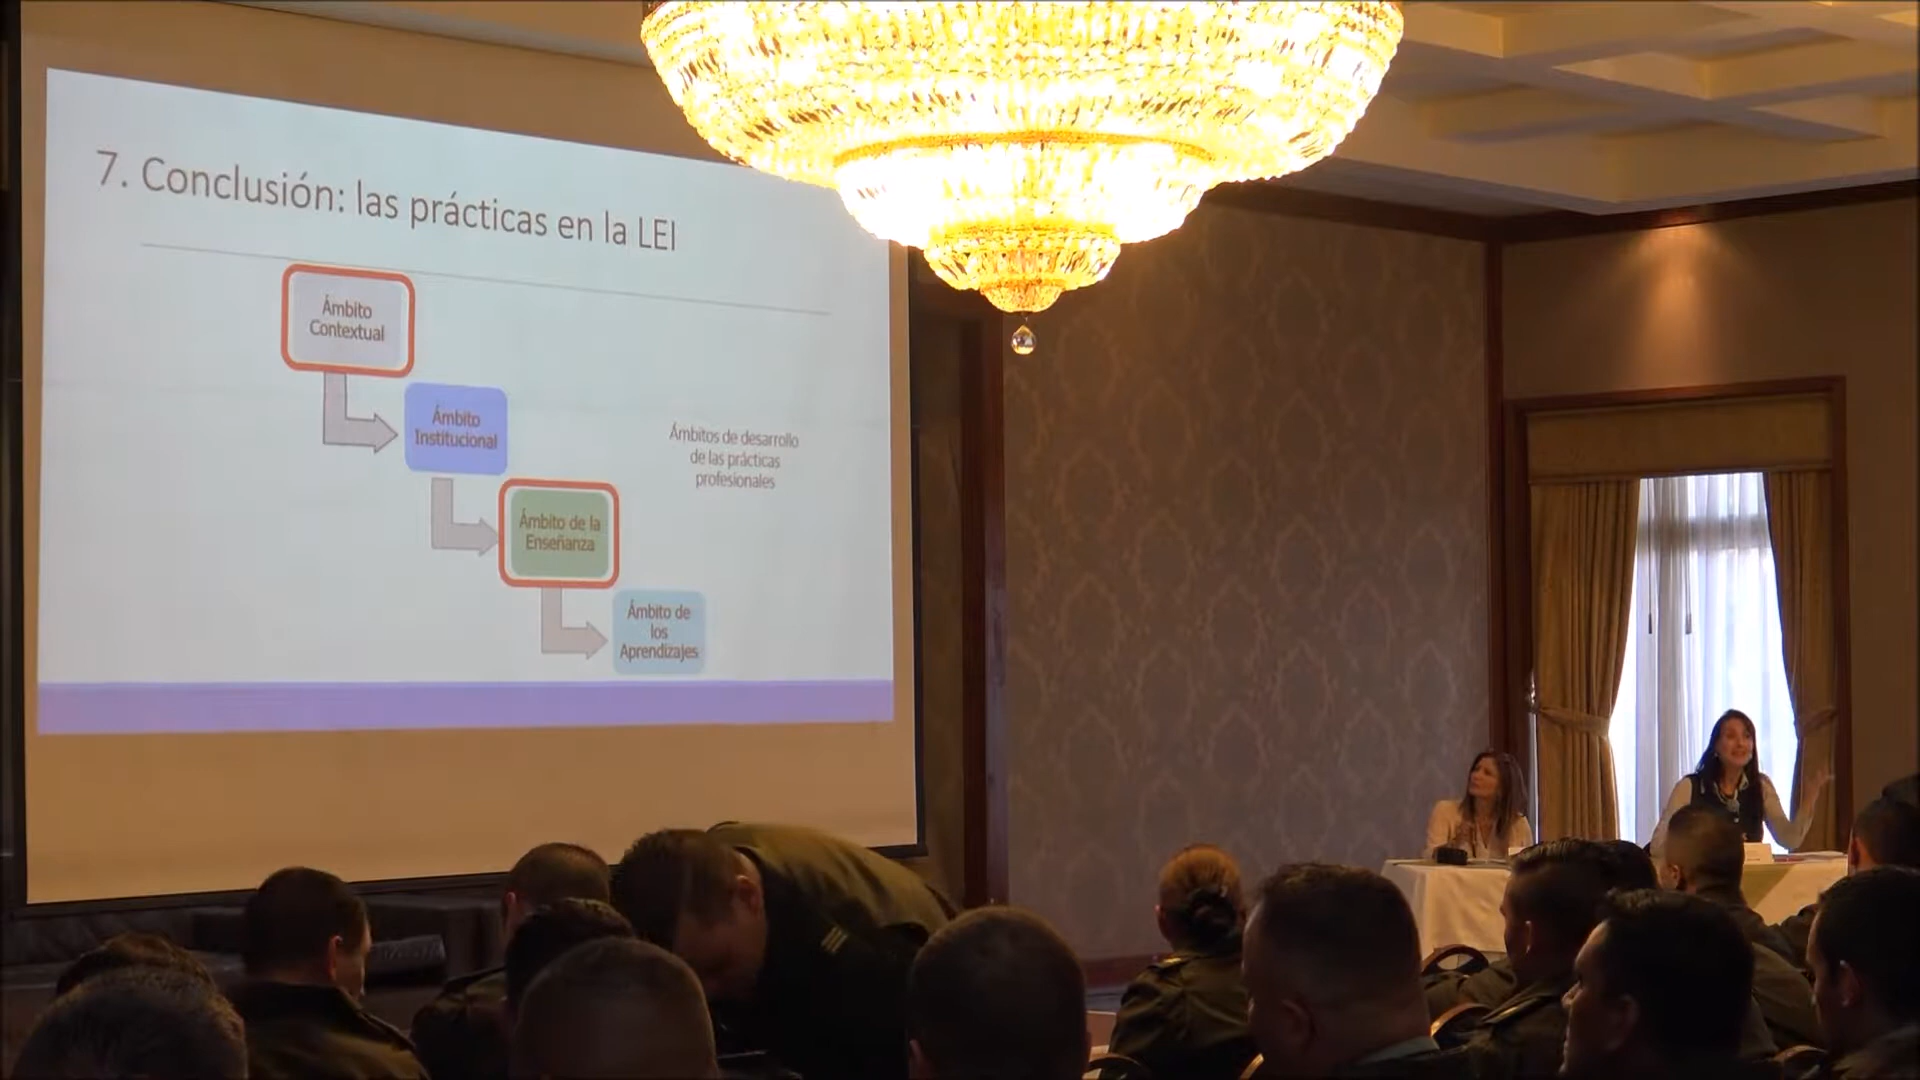 7. Conclusión: las prácticas en la LEI
Ámbito
Contextual
Ámbito
Institucional
Ámbitos de desarrollo
de las prácticas
profesionales
Ámbito de la
Enseñanza
Ámbito de
los
Aprendizajes